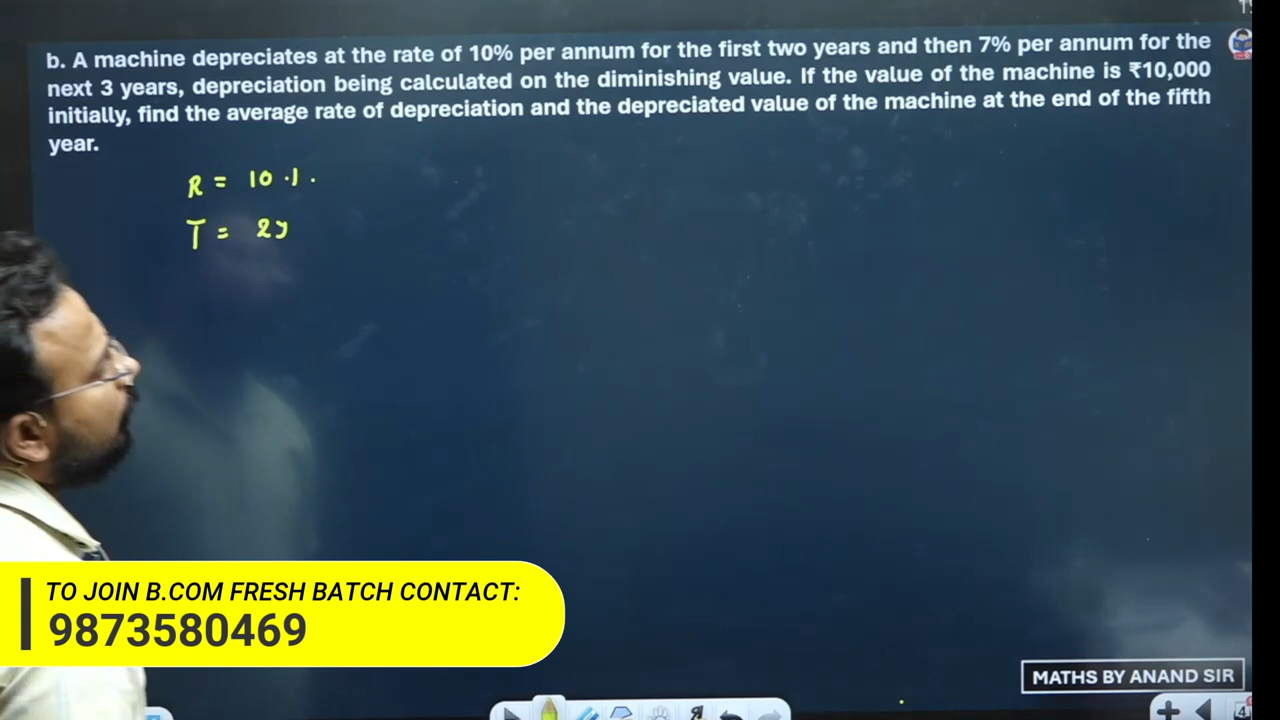 b. A machine depreciates at the rate of 10% per annum for the first two years and then 7% per annum for the
next 3 years, depreciation being calculated on the diminishing value. If the value of the machine is ₹10,000
initially, find the average rate of depreciation and the depreciated value of the machine at the end of the fifth
year.
R = 10 ·/.
T = 2y
TO JOIN B.COM FRESH BATCH CONTACT:
9873580469
MATHS BY ANAND SIR